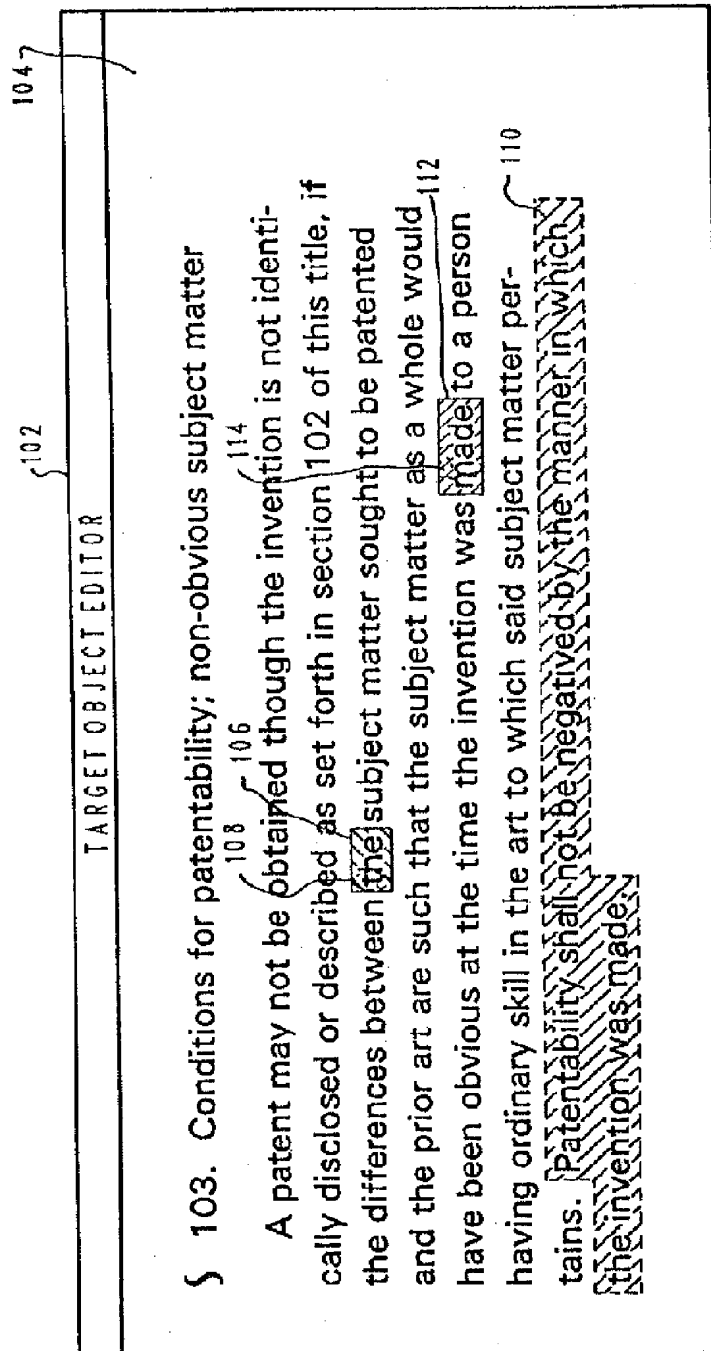 104
102
TARGET OBJECT EDITOR
§ 103. Conditions for patentability; non-obvious subject matter
108 106 114
A patent may not be obtained though the invention is not identi-
cally disclosed or described as set forth in section 102 of this title, if
the differences between the subject matter sought to be patented
and the prior art are such that the subject matter as a whole would
112
have been obvious at the time the invention was made to a person
having ordinary skill in the art to which said subject matter per-
110
tains. Patentability shall not be negatived by the manner in which
the invention was made.